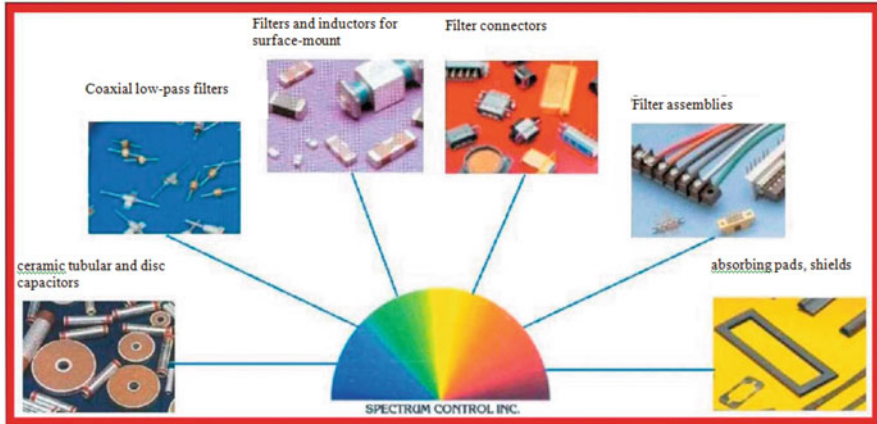 Filters and inductors for
surface-mount
Filter connectors
Coaxial low-pass filters
Filter assemblies
ceramic tubular and disc
capacitors
absorbing pads, shields
SPECTRUM CONTROL INC.